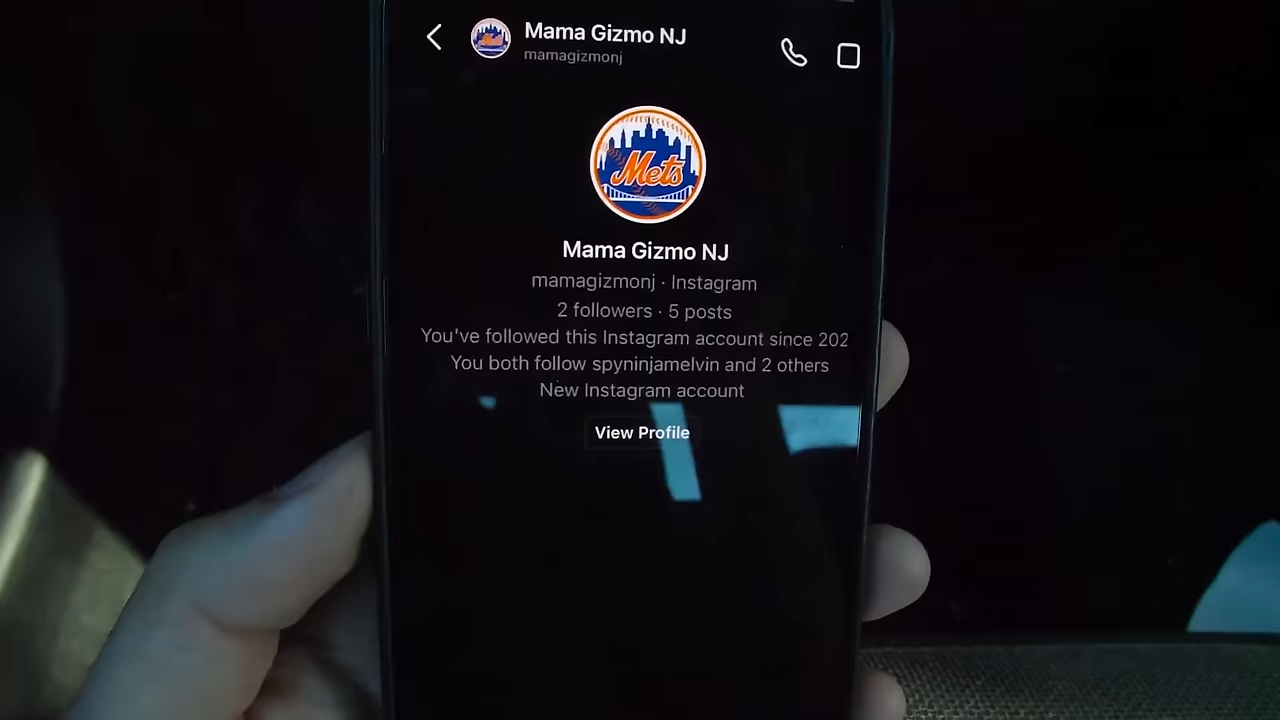 Mama Gizmo NJ
mamagizmonj
Mets
Mama Gizmo NJ
mamagizmonj · Instagram
2 followers · 5 posts
You've followed this Instagram account since 202
You both follow spyninjamelvin and 2 others
New Instagram account
View Profile